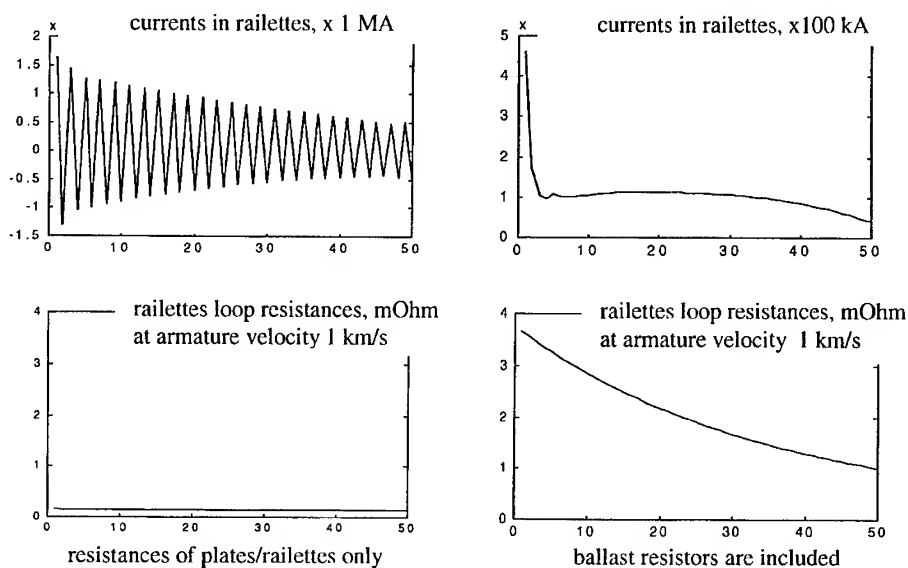 currents in railettes, x 1 MA
x
2
1.5
1
0.5
0
-0.5
-1
-1.5
0 10 20 30 40 50
currents in railettes, x100 kA
x
5
4
3
2
1
0
0 10 20 30 40 50
railettes loop resistances, mOhm
at armature velocity 1 km/s
4
3
2
1
0
0 10 20 30 40 50
resistances of plates/railettes only
railettes loop resistances, mOhm
at armature velocity 1 km/s
4
3
2
1
0
0 10 20 30 40 50
ballast resistors are included